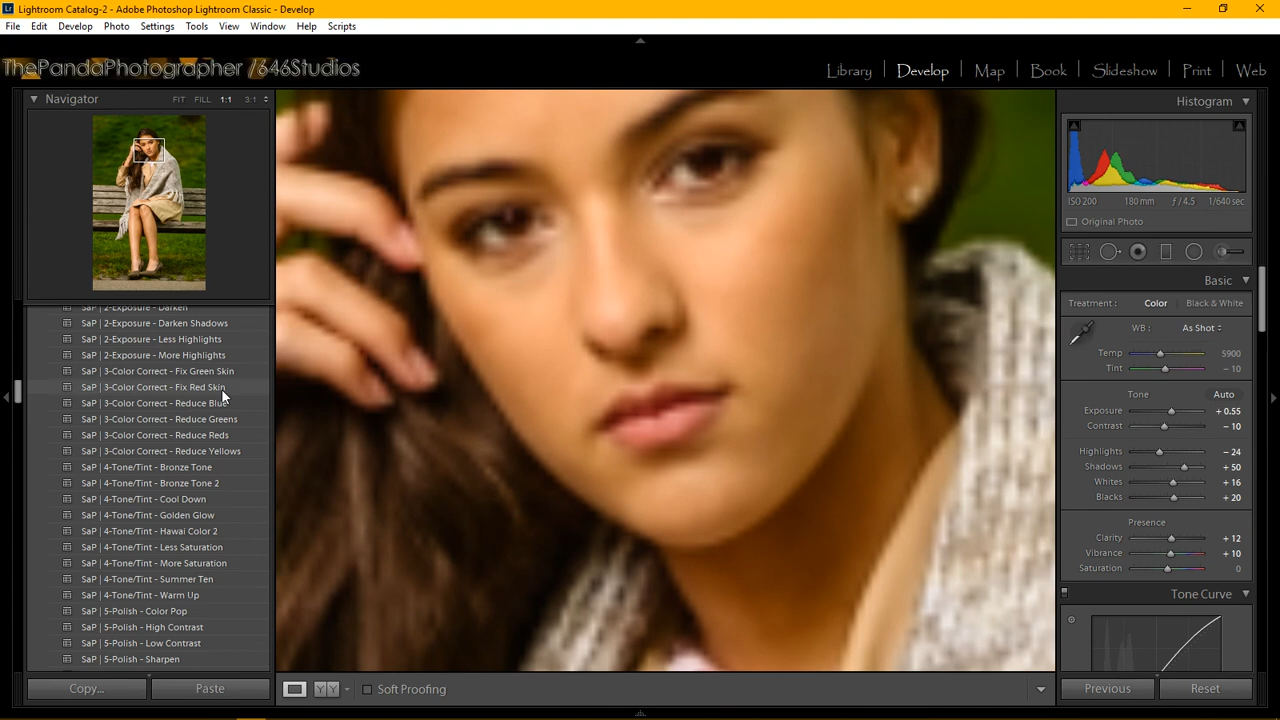 Lightroom Catalog-2 - Adobe Photoshop Lightroom Classic - Develop
File Edit Develop Photo Settings Tools View Window Help Scripts
ThePandaPhotographer /646Studios
Library Develop Map Book Slideshow Print Web
Navigator FIT FILL 1:1 3:1
SaP | 2-Exposure - Darken
SaP | 2-Exposure - Darken Shadows
SaP | 2-Exposure - Less Highlights
SaP | 2-Exposure - More Highlights
SaP | 3-Color Correct - Fix Green Skin
SaP | 3-Color Correct - Fix Red Skin
SaP | 3-Color Correct - Reduce Blue
SaP | 3-Color Correct - Reduce Greens
SaP | 3-Color Correct - Reduce Reds
SaP | 3-Color Correct - Reduce Yellows
SaP | 4-Tone/Tint - Bronze Tone
SaP | 4-Tone/Tint - Bronze Tone 2
SaP | 4-Tone/Tint - Cool Down
SaP | 4-Tone/Tint - Golden Glow
SaP | 4-Tone/Tint - Hawai Color 2
SaP | 4-Tone/Tint - Less Saturation
SaP | 4-Tone/Tint - More Saturation
SaP | 4-Tone/Tint - Summer Ten
SaP | 4-Tone/Tint - Warm Up
SaP | 5-Polish - Color Pop
SaP | 5-Polish - High Contrast
SaP | 5-Polish - Low Contrast
SaP | 5-Polish - Sharpen
Copy... Paste
YY Soft Proofing
Histogram
ISO 200 180 mm ƒ / 4.5 1/640 sec
Original Photo
Basic
Treatment : Color Black & White
WB : As Shot
Temp 5900
Tint - 10
Tone Auto
Exposure + 0.55
Contrast - 10
Highlights - 24
Shadows + 50
Whites + 16
Blacks + 20
Presence
Clarity + 12
Vibrance + 10
Saturation 0
Tone Curve
Previous Reset